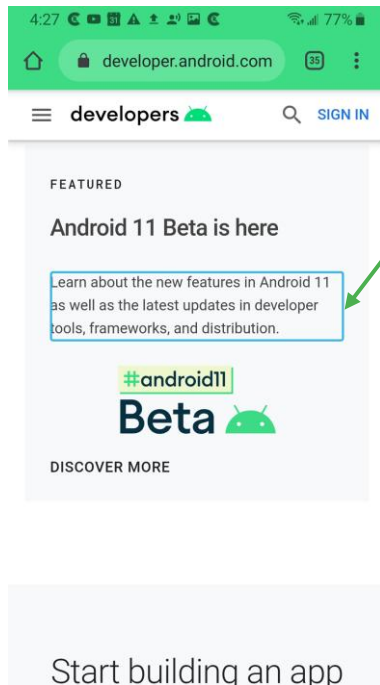 4:27
77%
developer.android.com
35
developers
SIGN IN
FEATURED
Android 11 Beta is here
Learn about the new features in Android 11
as well as the latest updates in developer
tools, frameworks, and distribution.
#android11
Beta
DISCOVER MORE
Start building an app